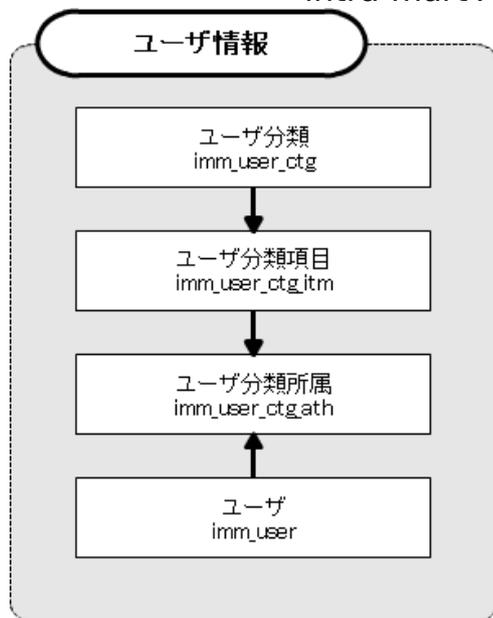 ユーザ情報
ユーザ分類
imm_user_ctg
ユーザ分類項目
imm_user_ctg_itm
ユーザ分類所属
imm_user_ctg_ath
ユーザ
imm_user